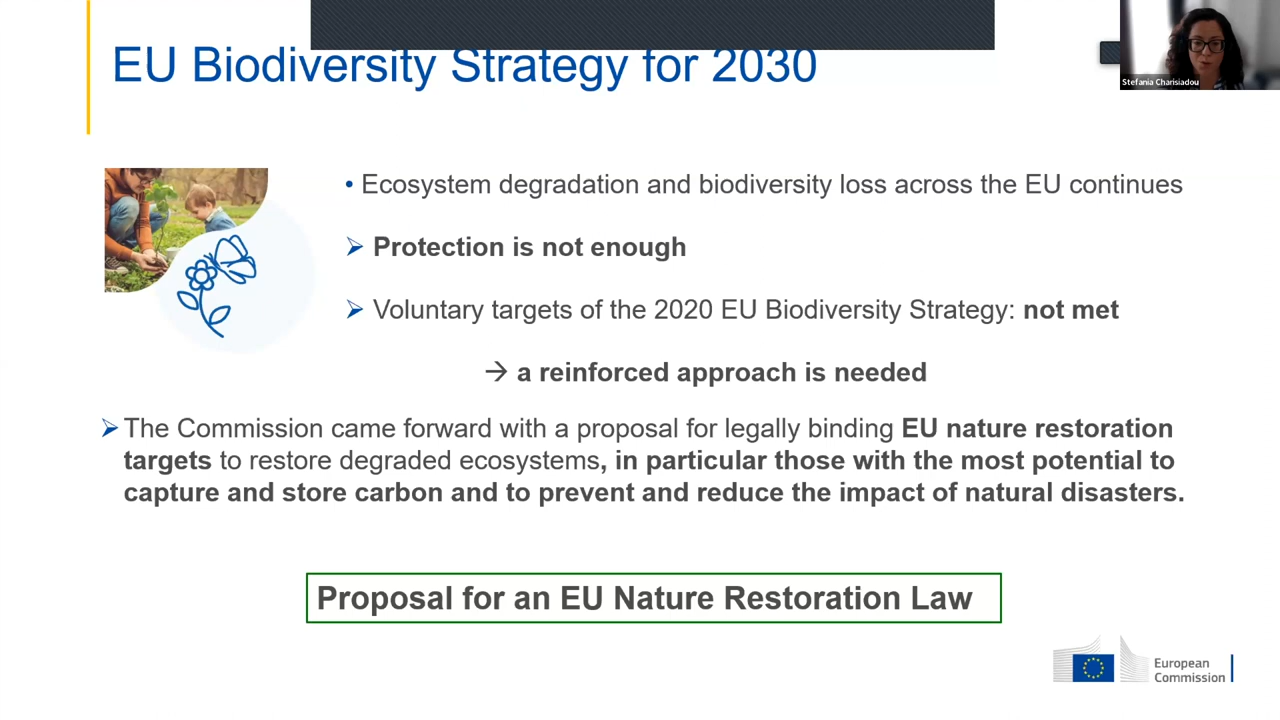 EU Biodiversity Strategy for 2030
Stefania Charisiadou
• Ecosystem degradation and biodiversity loss across the EU continues
➢ Protection is not enough
➢ Voluntary targets of the 2020 EU Biodiversity Strategy: not met
→ a reinforced approach is needed
➢ The Commission came forward with a proposal for legally binding EU nature restoration
targets to restore degraded ecosystems, in particular those with the most potential to
capture and store carbon and to prevent and reduce the impact of natural disasters.
Proposal for an EU Nature Restoration Law
European
Commission